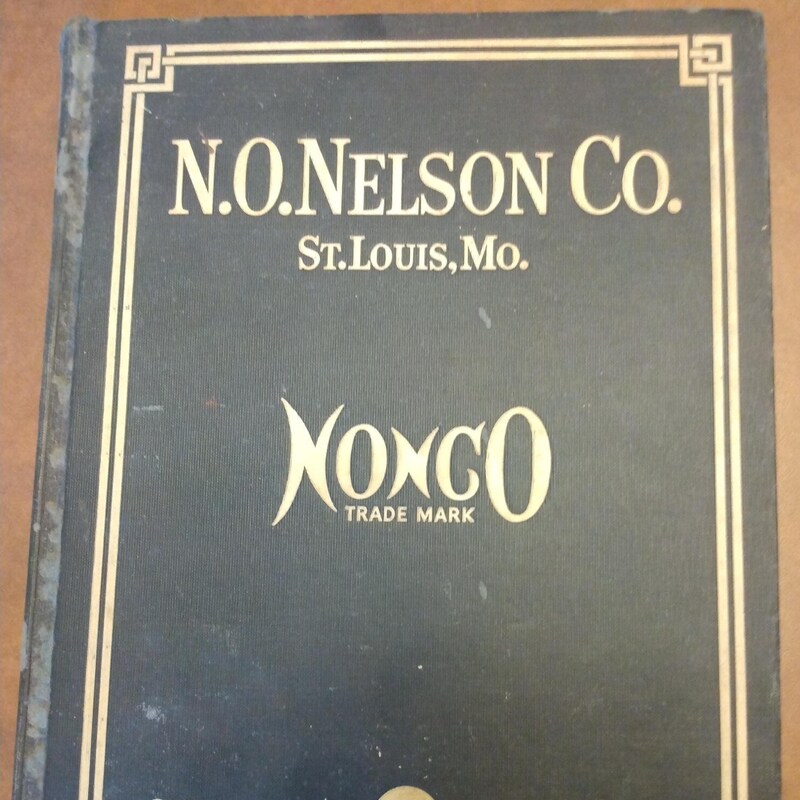 N.O. NELSON CO.
ST. LOUIS, MO.
NONCO
TRADE MARK